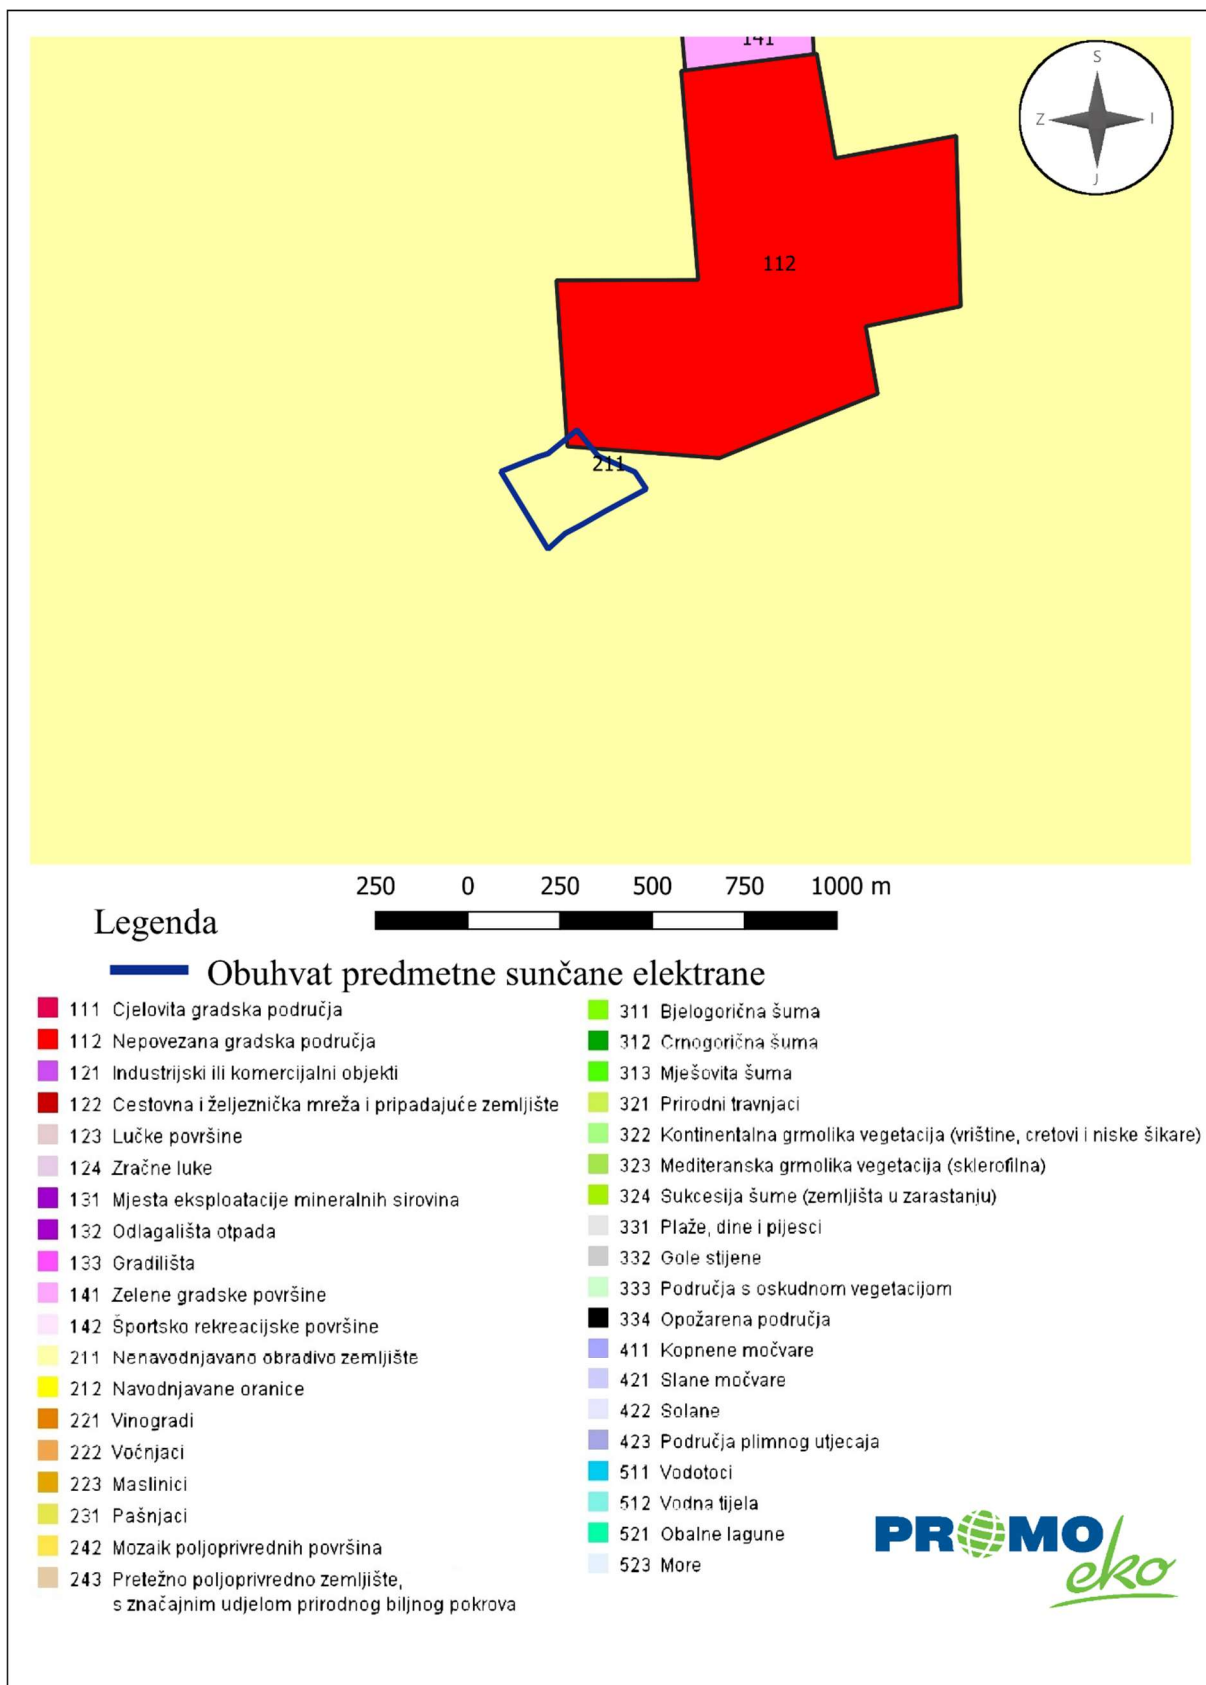 141
S
Z
I
J
112
211
250 0 250 500 750 1000 m
Legenda
Obuhvat predmetne sunčane elektrane
111 Cjelovita gradska područja
112 Nepovezana gradska područja
121 Industrijski ili komercijalni objekti
122 Cestovna i željeznička mreža i pripadajuće zemljište
123 Lučke površine
124 Zračne luke
131 Mjesta eksploatacije mineralnih sirovina
132 Odlagališta otpada
133 Gradilišta
141 Zelene gradske površine
142 Športsko rekreacijske površine
211 Nenavodnjavano obradivo zemljište
212 Navodnjavane oranice
221 Vinogradi
222 Voćnjaci
223 Maslinici
231 Pašnjaci
242 Mozaik poljoprivrednih površina
243 Pretežno poljoprivredno zemljište,
s značajnim udjelom prirodnog biljnog pokrova
311 Bjelogorična šuma
312 Crnogorična šuma
313 Mješovita šuma
321 Prirodni travnjaci
322 Kontinentalna grmolika vegetacija (vrištine, cretovi i niske šikare)
323 Mediteranska grmolika vegetacija (sklerofilna)
324 Sukcesija šume (zemljišta u zarastanju)
331 Plaže, dine i pijesci
332 Gole stijene
333 Područja s oskudnom vegetacijom
334 Opožarena područja
411 Kopnene močvare
421 Slane močvare
422 Solane
423 Područja plimnog utjecaja
511 Vodotoci
512 Vodna tijela
521 Obalne lagune
523 More
PROMO
eko